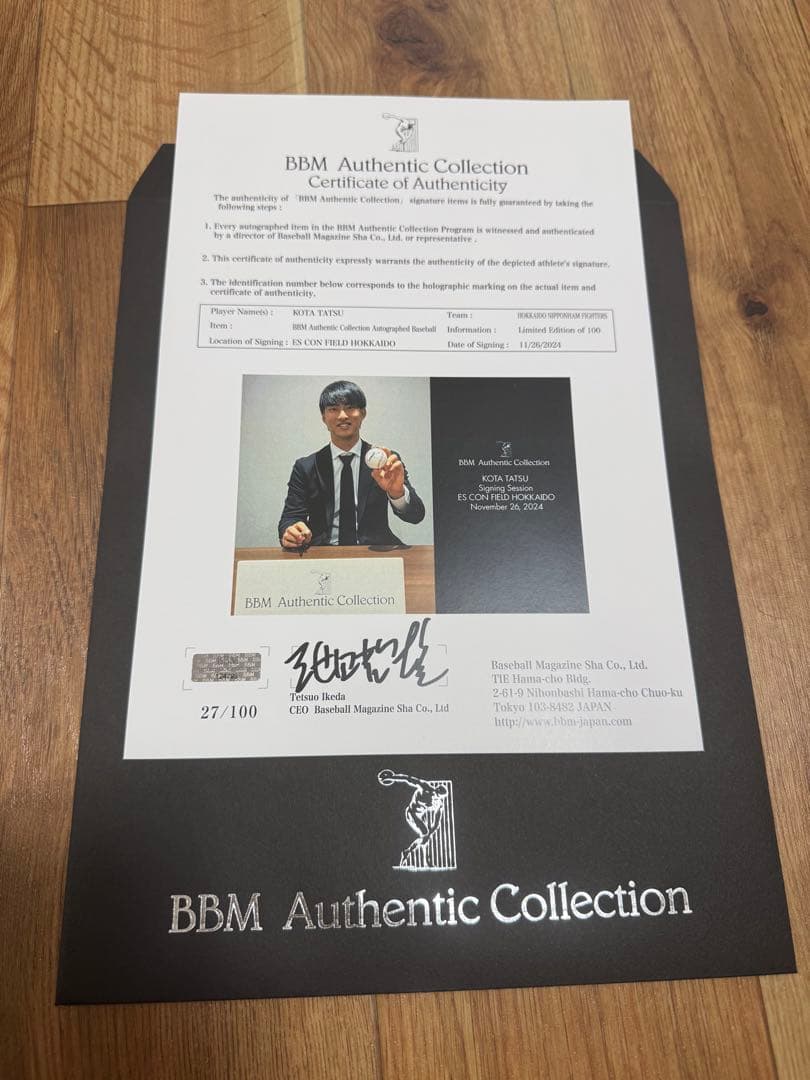 BBM Authentic Collection
Certificate of Authenticity
The authenticity of 「BBM Authentic Collection」 signature items is fully guaranteed by taking the
following steps :
1. Every autographed item in the BBM Authentic Collection Program is witnessed and authenticated
by a director of Baseball Magazine Sha Co., Ltd. or representative .
2. This certificate of authenticity expressly warrants the authenticity of the depicted athlete's signature.
3. The identification number below corresponds to the holographic marking on the actual item and
certificate of authenticity.
Player Name(s) : KOTA TATSU Team : HOKKAIDO NIPPONHAM FIGHTERS
Item : BBM Authentic Collection Autographed Baseball Information : Limited Edition of 100
Location of Signing : ES CON FIELD HOKKAIDO Date of Signing : 11/26/2024
BBM Authentic Collection
KOTA TATSU
Signing Session
ES CON FIELD HOKKAIDO
November 26, 2024
BBM Authentic Collection
27/100
Tetsuo Ikeda
CEO Baseball Magazine Sha Co., Ltd
Baseball Magazine Sha Co., Ltd.
TIE Hama-cho Bldg.
2-61-9 Nihonbashi Hama-cho Chuo-ku
Tokyo 103-8482 JAPAN
http://www.bbm-japan.com
BBM Authentic Collection